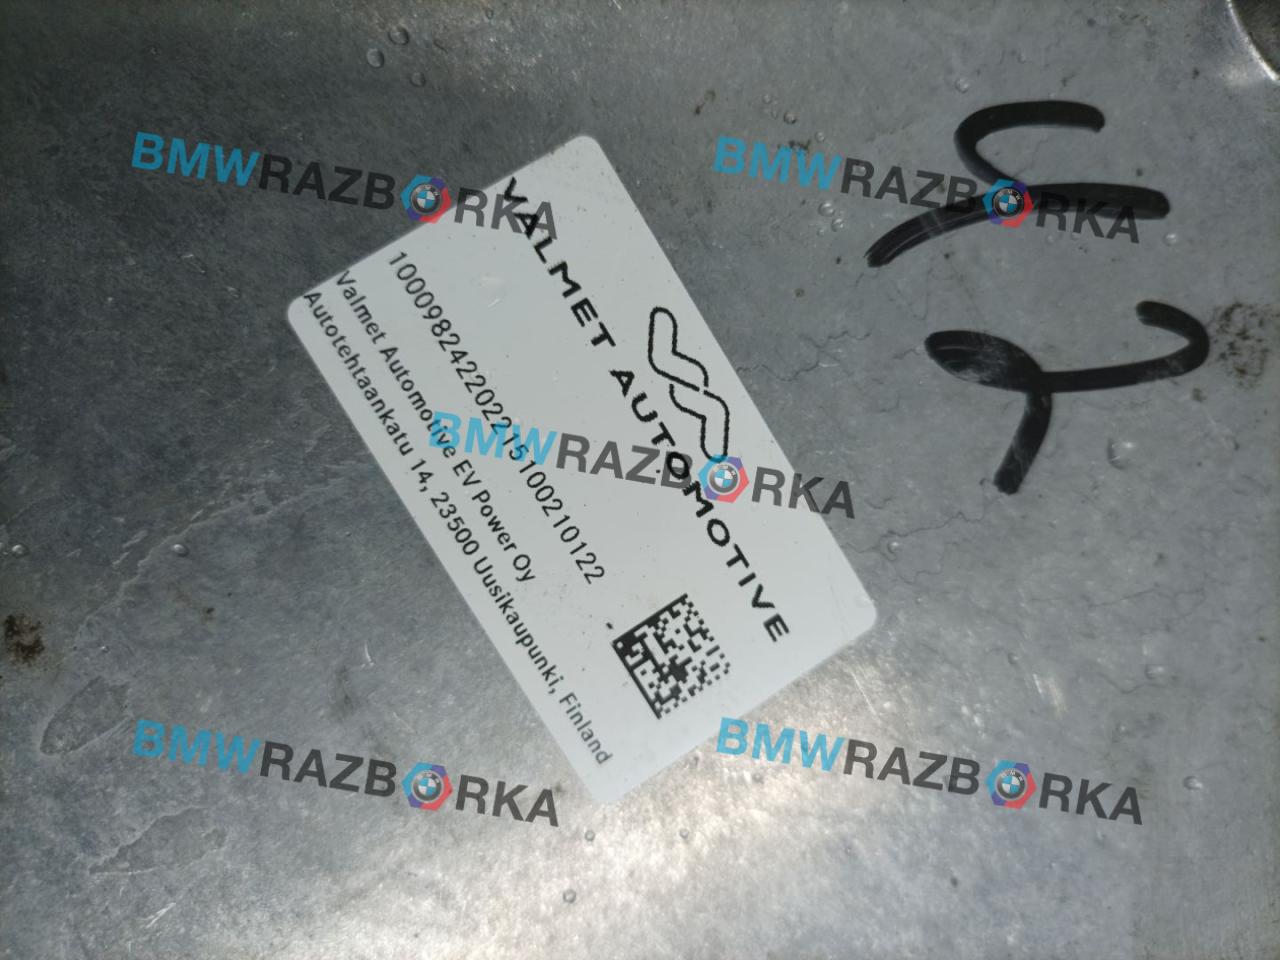 VALMET AUTOMOTIVE
100098242202215100210122
Valmet Automotive EV Power Oy
Autotehtaankatu 14, 23500 Uusikaupunki, Finland
BMWRAZBORKA
BMWRAZBORKA
BMWRAZBORKA
BMWRAZBORKA
BMWRAZBORKA